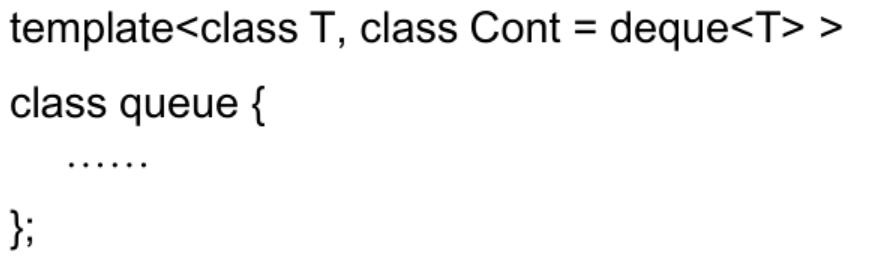 template<class T, class Cont = deque<T> >
class queue {
......
};